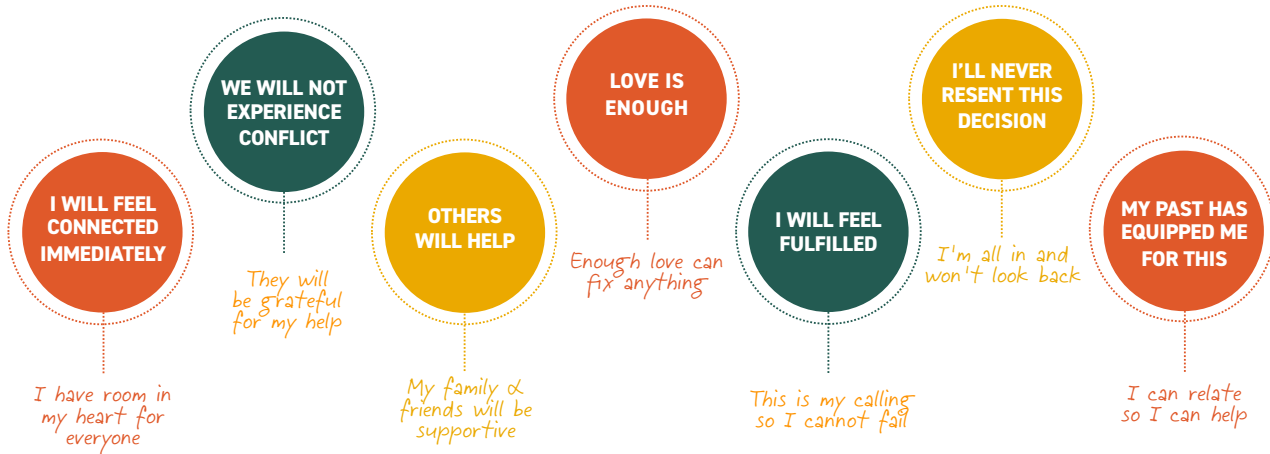 I WILL FEEL
CONNECTED
IMMEDIATELY
I have room in
my heart for
everyone
WE WILL NOT
EXPERIENCE
CONFLICT
They will
be grateful
for my help
OTHERS
WILL HELP
My family &
friends will be
supportive
LOVE IS
ENOUGH
Enough love can
fix anything
I WILL FEEL
FULFILLED
This is my calling
so I cannot fail
I'LL NEVER
RESENT THIS
DECISION
I'm all in and
won't look back
MY PAST HAS
EQUIPPED ME
FOR THIS
I can relate
so I can help